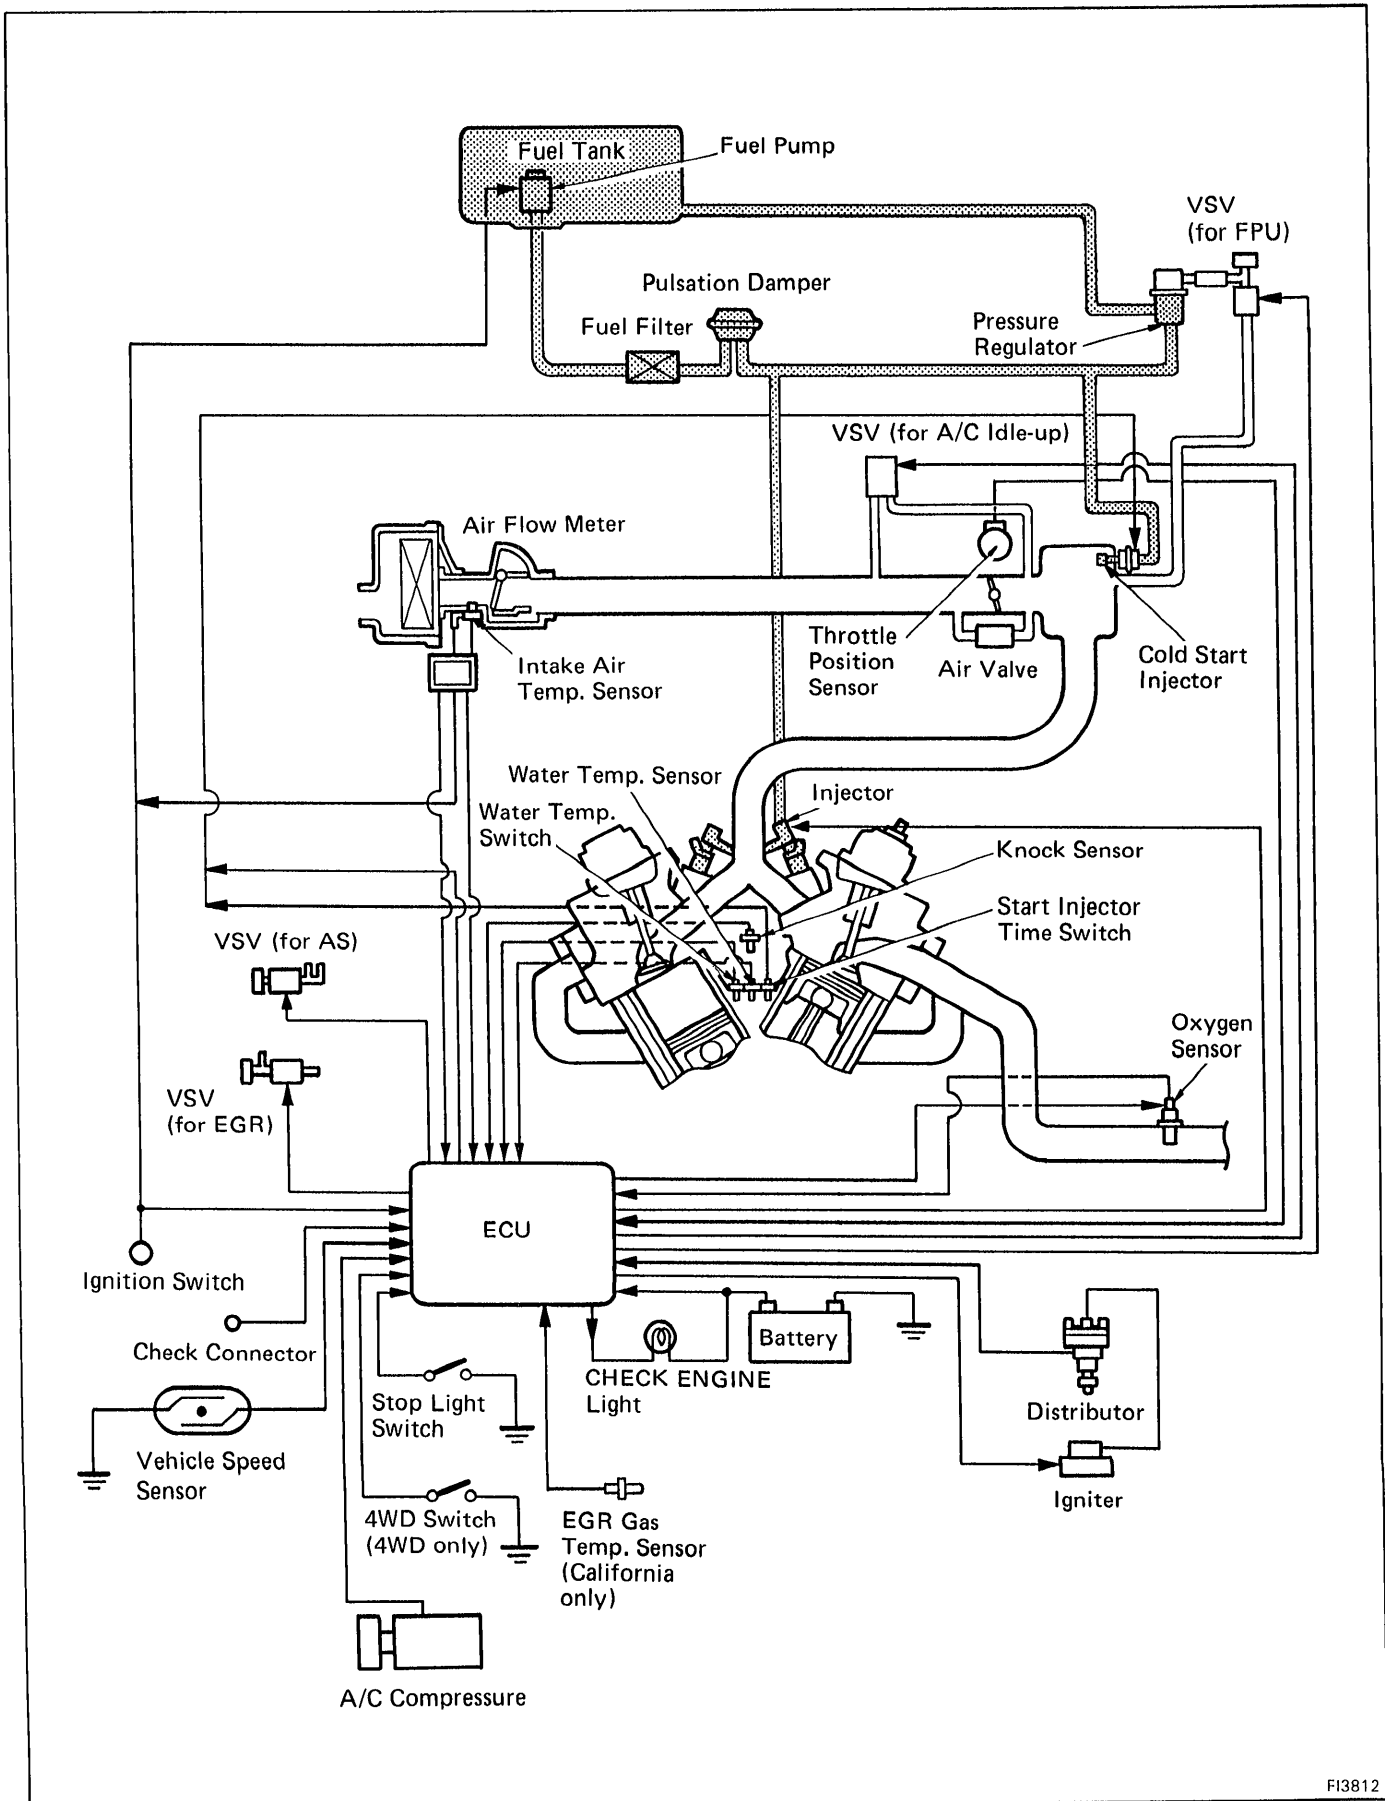 Fuel Tank
Fuel Pump
VSV
(for FPU)
Pulsation Damper
Fuel Filter
Pressure
Regulator
VSV (for A/C Idle-up)
Air Flow Meter
Intake Air
Temp. Sensor
Throttle
Position
Sensor
Air Valve
Cold Start
Injector
Water Temp. Sensor
Injector
Water Temp.
Switch
Knock Sensor
Start Injector
Time Switch
VSV (for AS)
VSV
(for EGR)
Oxygen
Sensor
ECU
Ignition Switch
Check Connector
Battery
CHECK ENGINE
Light
Stop Light
Switch
Distributor
Vehicle Speed
Sensor
Igniter
4WD Switch
(4WD only)
EGR Gas
Temp. Sensor
(California
only)
A/C Compressure
FI3812